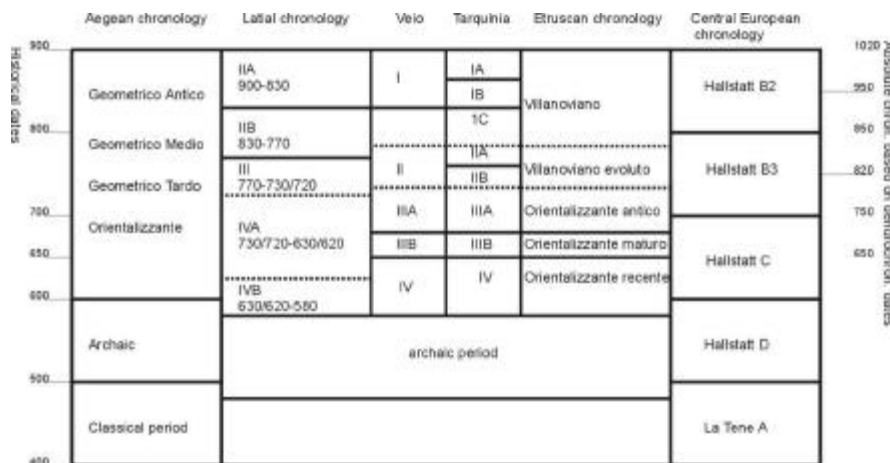 Aegean chronology Latial chronology Veio Tarquinia Etruscan chronology Central European
chronology
Historical dates
900
800
700
650
600
500
400
Geometrico Antico
Geometrico Medio
Geometrico Tardo
Orientalizzante
Archaic
Classical period
IIA
900-830
IIB
830-770
III
770-730/720
IVA
730/720-630/620
IVB
630/620-580
I
II
IIIA
IIIB
IV
IA
IB
1C
IIA
IIB
IIIA
IIIB
IV
Villanoviano
Villanoviano evoluto
Orientalizzante antico
Orientalizzante maturo
Orientalizzante recente
archaic period
Hallstatt B2
Hallstatt B3
Hallstatt C
Hallstatt D
La Tene A
1020
950
850
820
750
650
Absolute chron. based on dendrochron. dates